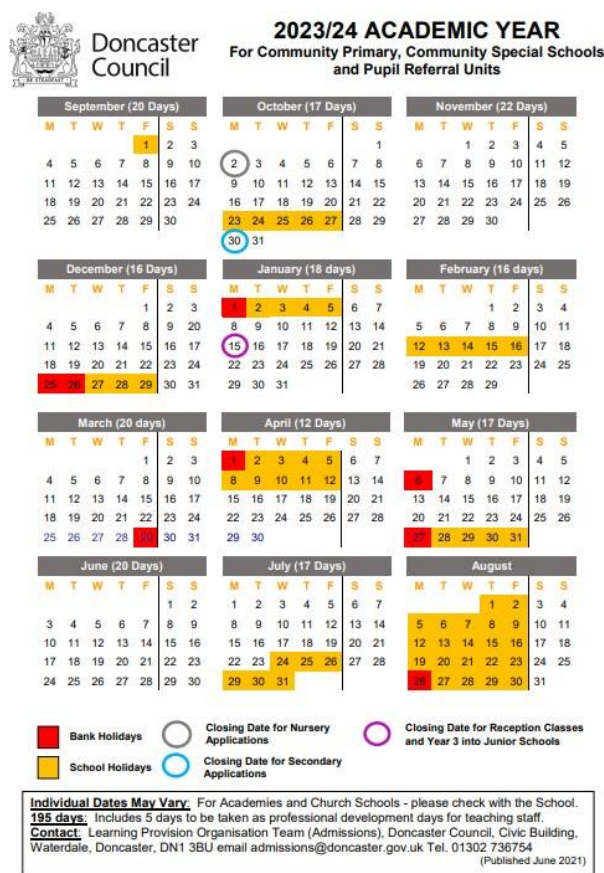 Doncaster
Council
2023/24 ACADEMIC YEAR
For Community Primary, Community Special Schools
and Pupil Referral Units
September (20 Days)
M T W T F S S
1 2 3
4 5 6 7 8 9 10
11 12 13 14 15 16 17
18 19 20 21 22 23 24
25 26 27 28 29 30
October (17 Days)
M T W T F S S
1
2 3 4 5 6 7 8
9 10 11 12 13 14 15
16 17 18 19 20 21 22
23 24 25 26 27 28 29
30 31
November (22 Days)
M T W T F S S
1 2 3 4 5
6 7 8 9 10 11 12
13 14 15 16 17 18 19
20 21 22 23 24 25 26
27 28 29 30
December (16 Days)
M T W T F S S
1 2 3
4 5 6 7 8 9 20
11 12 13 14 15 16 17
18 19 20 21 22 23 24
25 26 27 28 29 30 31
January (18 days)
M T W T F S S
1 2 3 4 5 6 7
8 9 10 11 12 13 14
15 16 17 18 19 20 21
22 23 24 25 26 27 28
29 30 31
February (16 days)
M T W T F S S
1 2 3 4
5 6 7 8 9 10 11
12 13 14 15 16 17 18
19 20 21 22 23 24 25
26 27 28 29
March (20 days)
M T W T F S S
1 2 3
4 5 6 7 8 9 10
11 12 13 14 15 16 17
18 19 20 21 22 23 24
25 26 27 28 29 30 31
April (12 Days)
M T W T F S S
1 2 3 4 5 6 7
8 9 10 11 12 13 14
15 16 17 18 19 20 21
22 23 24 25 26 27 28
29 30
May (17 Days)
M T W T F S S
1 2 3 4 5
6 7 8 9 10 11 12
13 14 15 16 17 18 19
20 21 22 23 24 25 26
27 28 29 30 31
June (20 Days)
M T W T F S S
1 2
3 4 5 6 7 8 9
10 11 12 13 14 15 16
17 18 19 20 21 22 23
24 25 26 27 28 29 30
July (17 Days)
M T W T F S S
1 2 3 4 5 6 7
8 9 10 11 12 13 14
15 16 17 18 19 20 21
22 23 24 25 26 27 28
29 30 31
August
M T W T F S S
1 2 3 4
5 6 7 8 9 10 11
12 13 14 15 16 17 18
19 20 21 22 23 24 25
26 27 28 29 30 31
Bank Holidays
School Holidays
Closing Date for Nursery
Applications
Closing Date for Secondary
Applications
Closing Date for Reception Classes
and Year 3 into Junior Schools
Individual Dates May Vary: For Academies and Church Schools - please check with the School.
195 days: Includes 5 days to be taken as professional development days for teaching staff.
Contact: Learning Provision Organisation Team (Admissions), Doncaster Council, Civic Building,
Waterdale, Doncaster, DN1 3BU email admissions@doncaster.gov.uk Tel. 01302 736754
(Published June 2021)